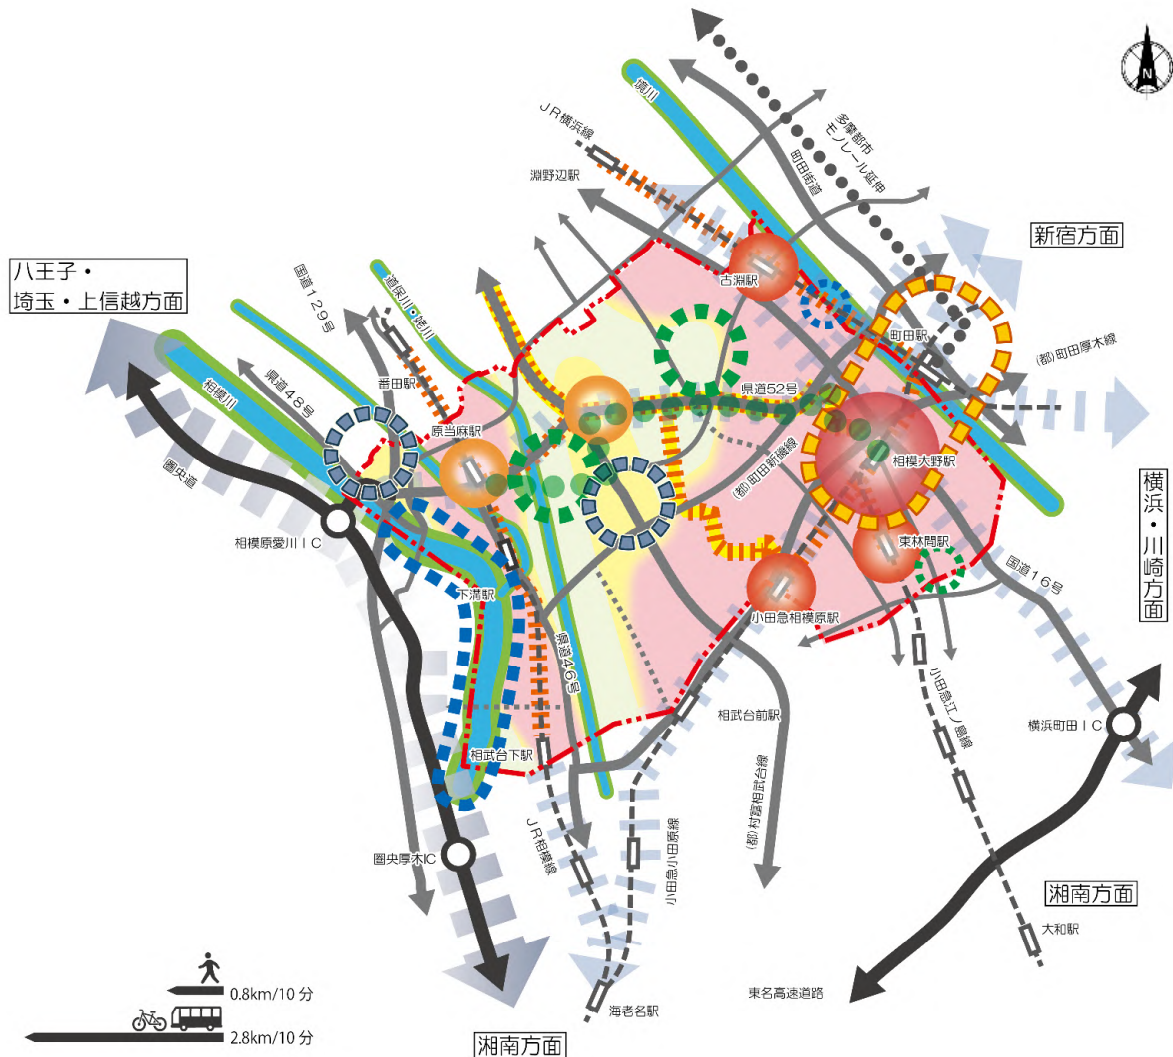 N
境川
JR横浜線
淵野辺駅
多摩都市
モノレール延伸
町田街道
新宿方面
八王子・
埼玉・上信越方面
国道129号
道保川・姥川
古淵駅
町田駅
(都)町田厚木線
相模川
県道48号
番田駅
県道52号
原当麻駅
圏央道
(都)町田新磯線
相模大野駅
横浜・川崎方面
相模原愛川IC
東林間駅
国道16号
下溝駅
小田急相模原駅
県道46号
小田急江ノ島線
相武台前駅
横浜町田IC
相武台下駅
(都)村富相武台線
JR相模線
小田急小田原線
圏央厚木IC
湘南方面
大和駅
東名高速道路
海老名駅
0.8km/10分
2.8km/10分
湘南方面